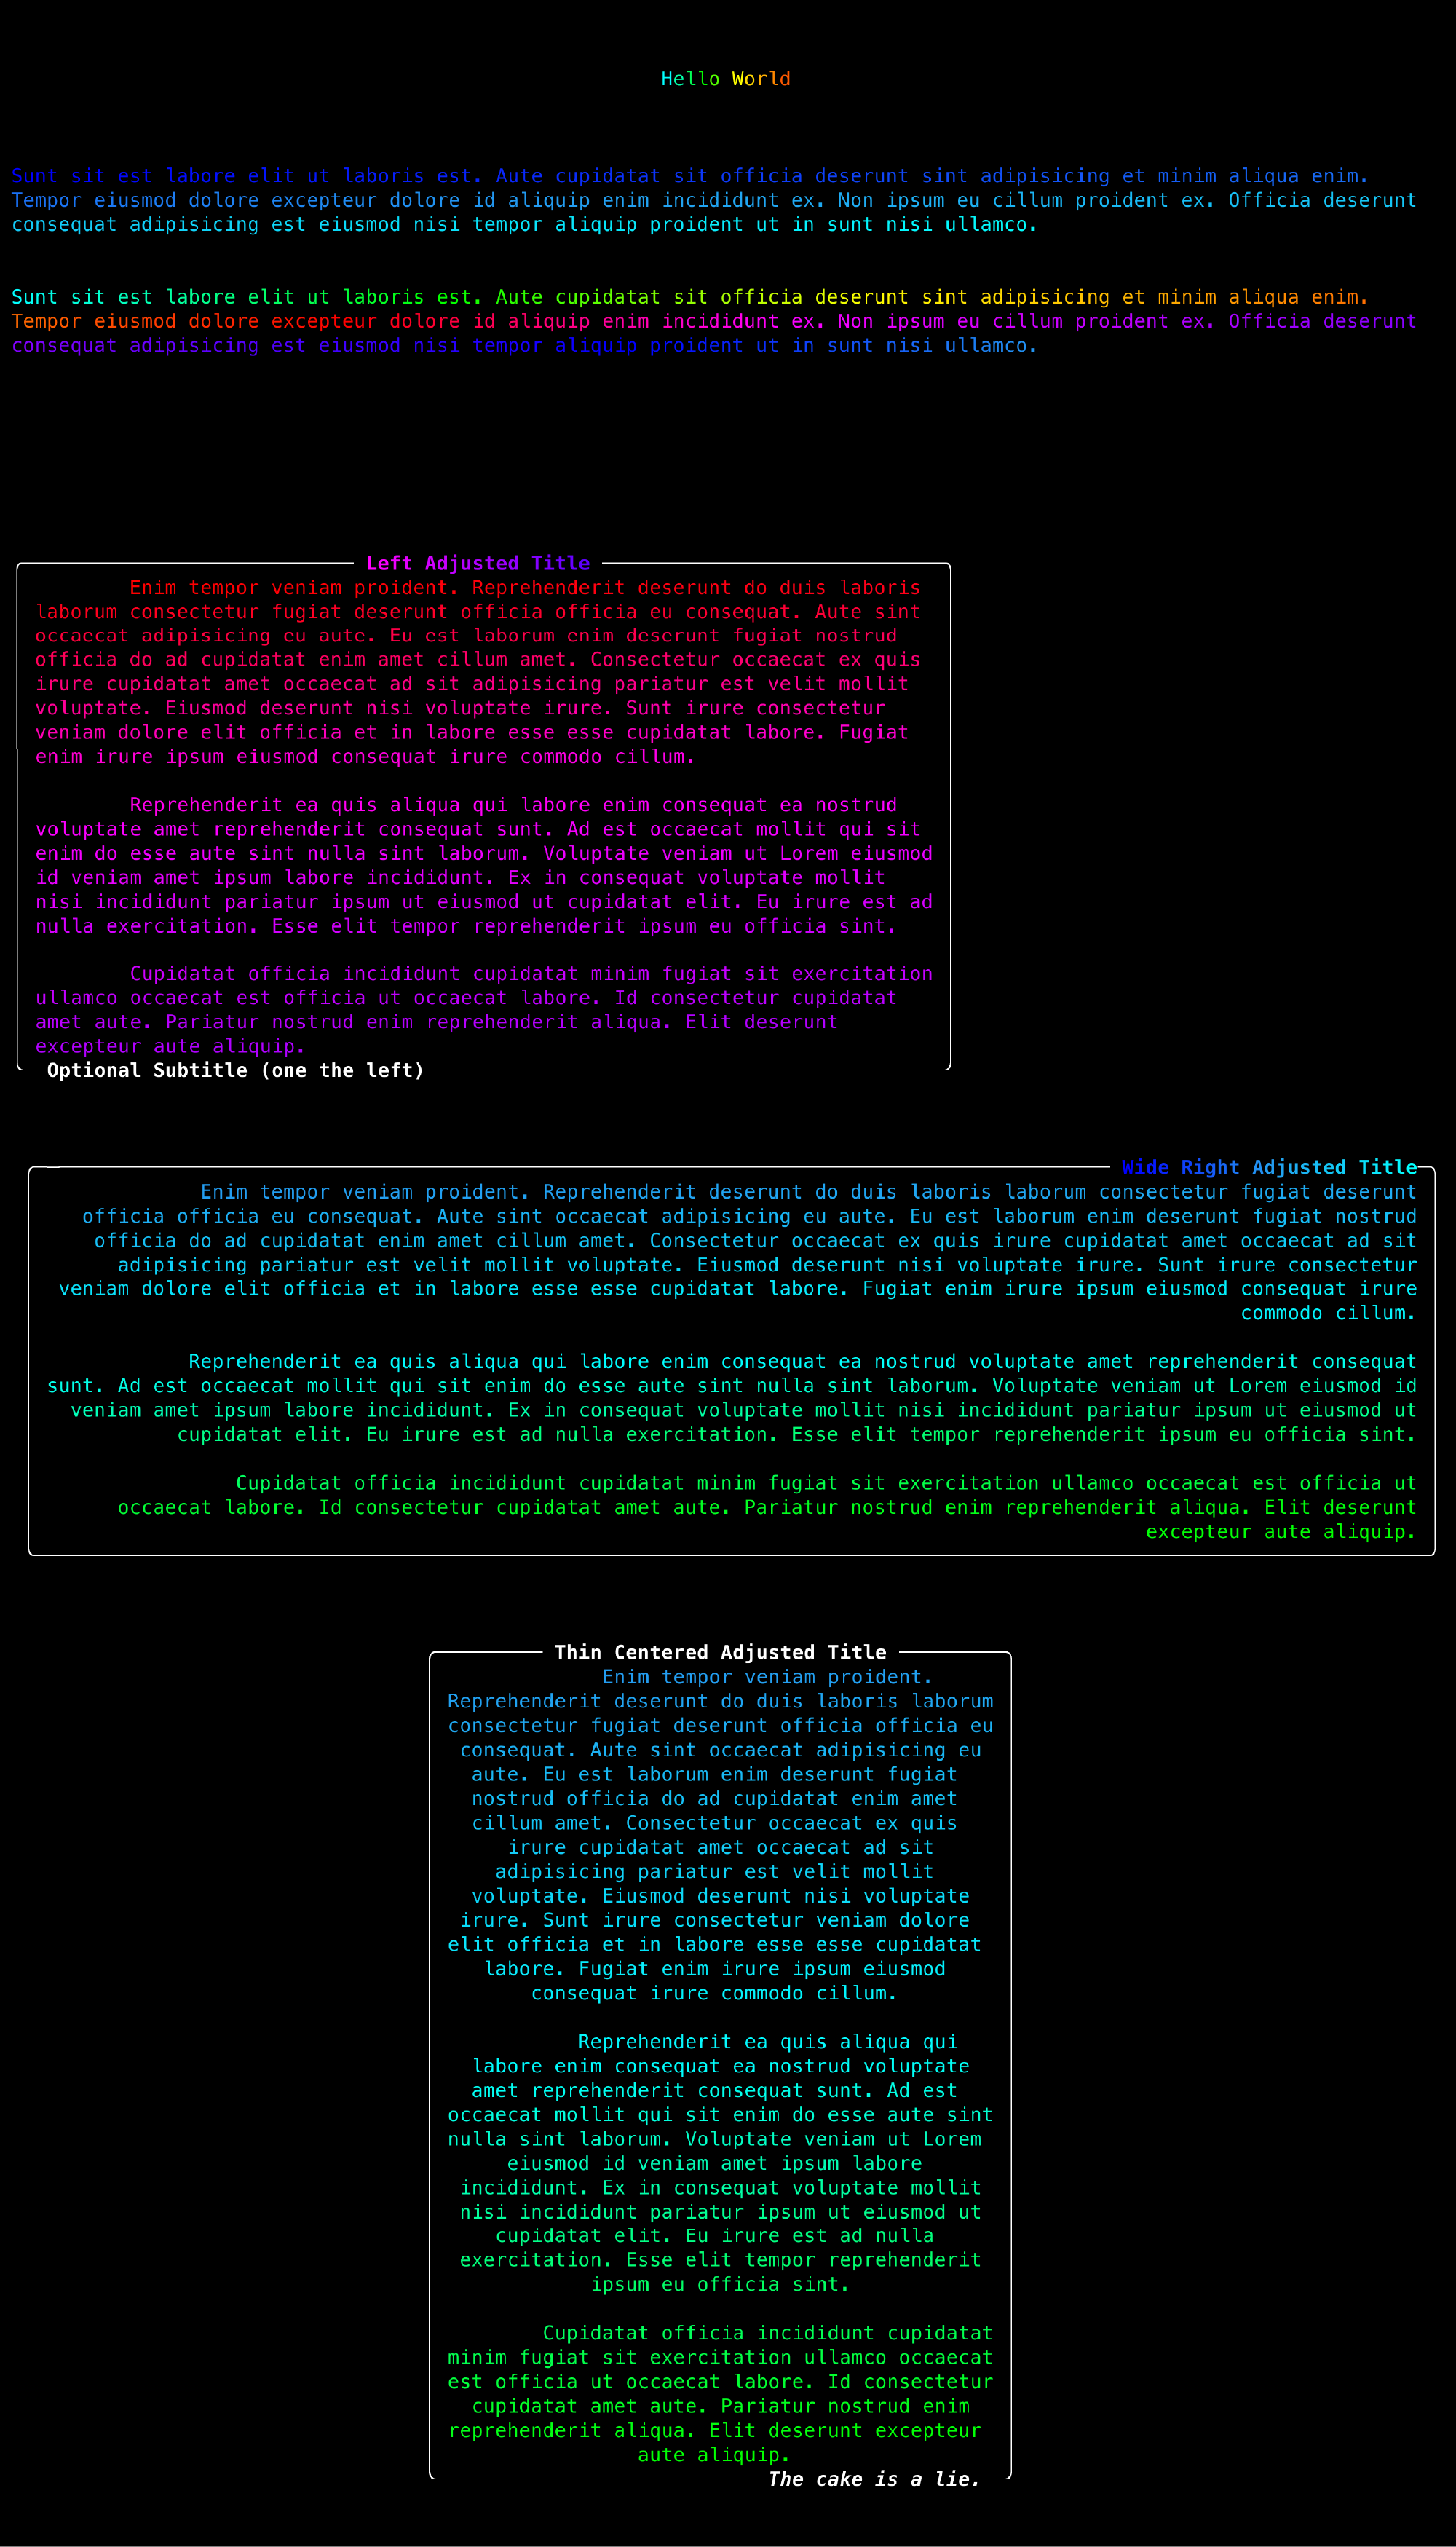 Hello World
Sunt sit est labore elit ut laboris est. Aute cupidatat sit officia deserunt sint adipisicing et minim aliqua enim.
Tempor eiusmod dolore excepteur dolore id aliquip enim incididunt ex. Non ipsum eu cillum proident ex. Officia deserunt
consequat adipisicing est eiusmod nisi tempor aliquip proident ut in sunt nisi ullamco.
Sunt sit est labore elit ut laboris est. Aute cupidatat sit officia deserunt sint adipisicing et minim aliqua enim.
Tempor eiusmod dolore excepteur dolore id aliquip enim incididunt ex. Non ipsum eu cillum proident ex. Officia deserunt
consequat adipisicing est eiusmod nisi tempor aliquip proident ut in sunt nisi ullamco.
Left Adjusted Title
Enim tempor veniam proident. Reprehenderit deserunt do duis laboris
laborum consectetur fugiat deserunt officia officia eu consequat. Aute sint
occaecat adipisicing eu aute. Eu est laborum enim deserunt fugiat nostrud
officia do ad cupidatat enim amet cillum amet. Consectetur occaecat ex quis
irure cupidatat amet occaecat ad sit adipisicing pariatur est velit mollit
voluptate. Eiusmod deserunt nisi voluptate irure. Sunt irure consectetur
veniam dolore elit officia et in labore esse esse cupidatat labore. Fugiat
enim irure ipsum eiusmod consequat irure commodo cillum.
Reprehenderit ea quis aliqua qui labore enim consequat ea nostrud
voluptate amet reprehenderit consequat sunt. Ad est occaecat mollit qui sit
enim do esse aute sint nulla sint laborum. Voluptate veniam ut Lorem eiusmod
id veniam amet ipsum labore incididunt. Ex in consequat voluptate mollit
nisi incididunt pariatur ipsum ut eiusmod ut cupidatat elit. Eu irure est ad
nulla exercitation. Esse elit tempor reprehenderit ipsum eu officia sint.
Cupidatat officia incididunt cupidatat minim fugiat sit exercitation
ullamco occaecat est officia ut occaecat labore. Id consectetur cupidatat
amet aute. Pariatur nostrud enim reprehenderit aliqua. Elit deserunt
excepteur aute aliquip.
Optional Subtitle (one the left)
Wide Right Adjusted Title
Enim tempor veniam proident. Reprehenderit deserunt do duis laboris laborum consectetur fugiat deserunt
officia officia eu consequat. Aute sint occaecat adipisicing eu aute. Eu est laborum enim deserunt fugiat nostrud
officia do ad cupidatat enim amet cillum amet. Consectetur occaecat ex quis irure cupidatat amet occaecat ad sit
adipisicing pariatur est velit mollit voluptate. Eiusmod deserunt nisi voluptate irure. Sunt irure consectetur
veniam dolore elit officia et in labore esse esse cupidatat labore. Fugiat enim irure ipsum eiusmod consequat irure
commodo cillum.
Reprehenderit ea quis aliqua qui labore enim consequat ea nostrud voluptate amet reprehenderit consequat
sunt. Ad est occaecat mollit qui sit enim do esse aute sint nulla sint laborum. Voluptate veniam ut Lorem eiusmod id
veniam amet ipsum labore incididunt. Ex in consequat voluptate mollit nisi incididunt pariatur ipsum ut eiusmod ut
cupidatat elit. Eu irure est ad nulla exercitation. Esse elit tempor reprehenderit ipsum eu officia sint.
Cupidatat officia incididunt cupidatat minim fugiat sit exercitation ullamco occaecat est officia ut
occaecat labore. Id consectetur cupidatat amet aute. Pariatur nostrud enim reprehenderit aliqua. Elit deserunt
excepteur aute aliquip.
Thin Centered Adjusted Title
Enim tempor veniam proident.
Reprehenderit deserunt do duis laboris laborum
consectetur fugiat deserunt officia officia eu
consequat. Aute sint occaecat adipisicing eu
aute. Eu est laborum enim deserunt fugiat
nostrud officia do ad cupidatat enim amet
cillum amet. Consectetur occaecat ex quis
irure cupidatat amet occaecat ad sit
adipisicing pariatur est velit mollit
voluptate. Eiusmod deserunt nisi voluptate
irure. Sunt irure consectetur veniam dolore
elit officia et in labore esse esse cupidatat
labore. Fugiat enim irure ipsum eiusmod
consequat irure commodo cillum.
Reprehenderit ea quis aliqua qui
labore enim consequat ea nostrud voluptate
amet reprehenderit consequat sunt. Ad est
occaecat mollit qui sit enim do esse aute sint
nulla sint laborum. Voluptate veniam ut Lorem
eiusmod id veniam amet ipsum labore
incididunt. Ex in consequat voluptate mollit
nisi incididunt pariatur ipsum ut eiusmod ut
cupidatat elit. Eu irure est ad nulla
exercitation. Esse elit tempor reprehenderit
ipsum eu officia sint.
Cupidatat officia incididunt cupidatat
minim fugiat sit exercitation ullamco occaecat
est officia ut occaecat labore. Id consectetur
cupidatat amet aute. Pariatur nostrud enim
reprehenderit aliqua. Elit deserunt excepteur
aute aliquip.
The cake is a lie.